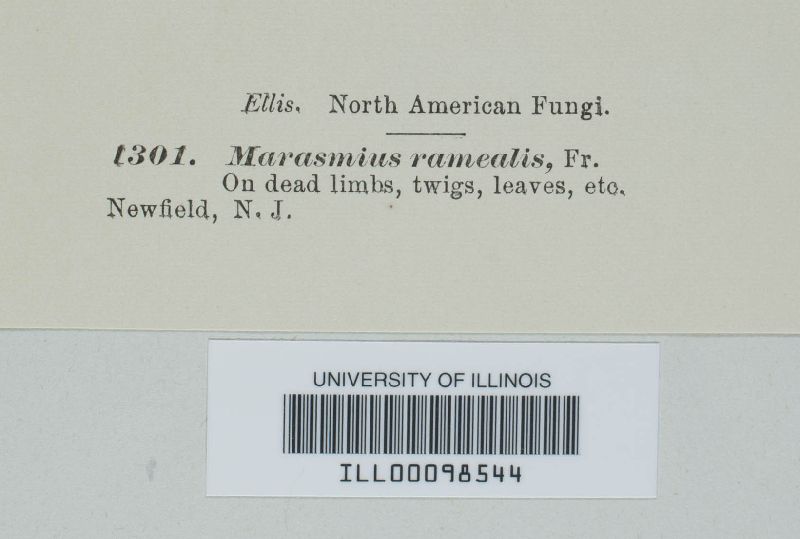 Ellis. North American Fungi.
1301. Marasmius ramealis, Fr.
On dead limbs, twigs, leaves, etc.
Newfield, N. J.
UNIVERSITY OF ILLINOIS
ILL00098544